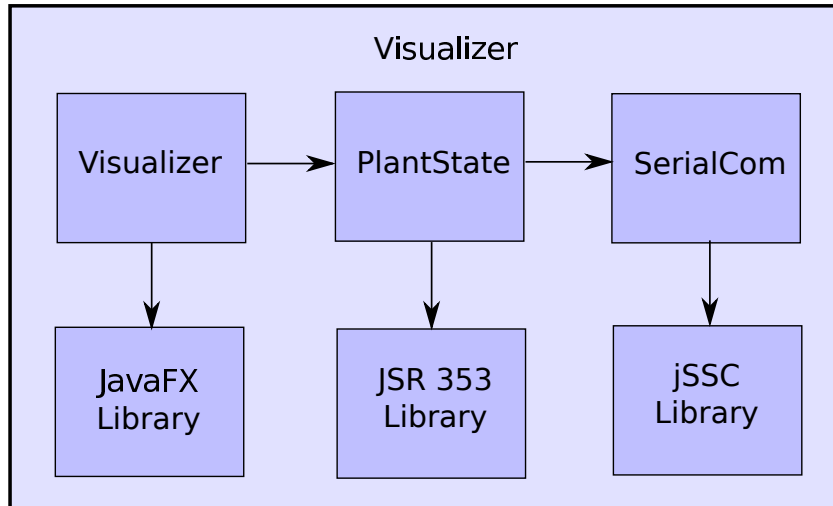 Visualizer
Visualizer
PlantState
SerialCom
JavaFX
Library
JSR 353
Library
jSSC
Library